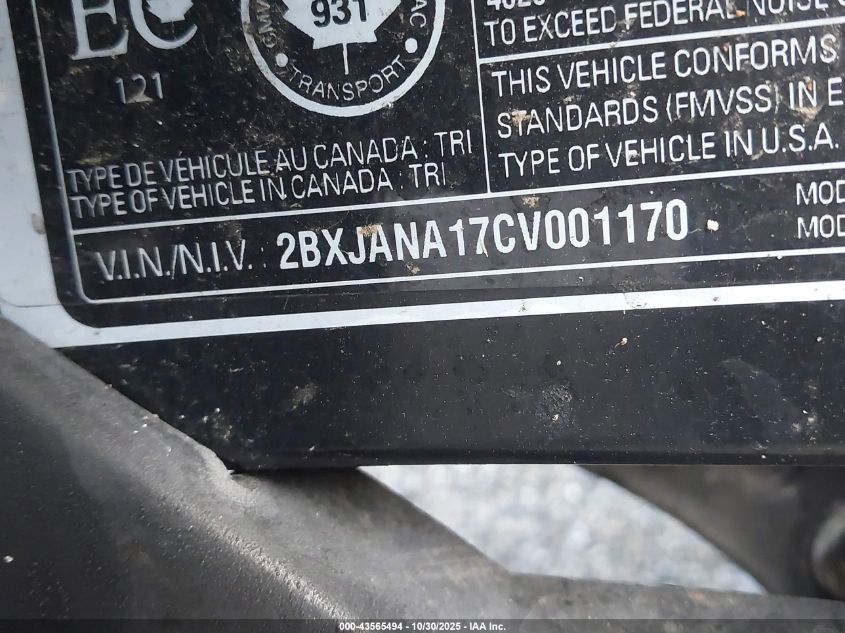 EC
121
931
TRANSPORT
TO EXCEED FEDERAL NOISE
THIS VEHICLE CONFORMS
STANDARDS (FMVSS) IN E
TYPE OF VEHICLE IN U.S.A.
TYPE DE VÉHICULE AU CANADA : TRI
TYPE OF VEHICLE IN CANADA : TRI
V.I.N./N.I.V. 2BXJANA17CV001170
MOD
MOD
000-43565494 - 10/30/2025 - IAA Inc.